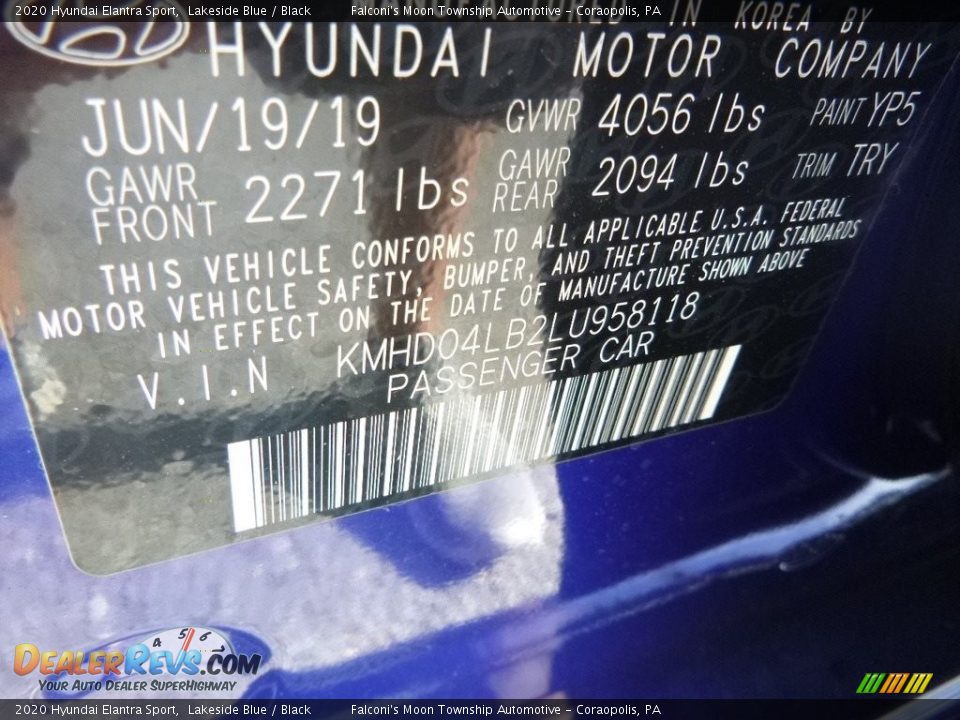 2020 Hyundai Elantra Sport, Lakeside Blue / Black Falconi's Moon Township Automotive – Coraopolis, PA
IN KOREA BY
HYUNDAI MOTOR COMPANY
JUN/19/19 GVWR 4056 lbs PAINT YP5
GAWR FRONT 2271 lbs GAWR REAR 2094 lbs TRIM TRY
THIS VEHICLE CONFORMS TO ALL APPLICABLE U.S.A. FEDERAL
MOTOR VEHICLE SAFETY, BUMPER, AND THEFT PREVENTION STANDARDS
IN EFFECT ON THE DATE OF MANUFACTURE SHOWN ABOVE
V.I.N KMHD04LB2LU958118
PASSENGER CAR
4 5 6
DealerRevs.com
Your Auto Dealer SuperHighway
2020 Hyundai Elantra Sport, Lakeside Blue / Black Falconi's Moon Township Automotive – Coraopolis, PA